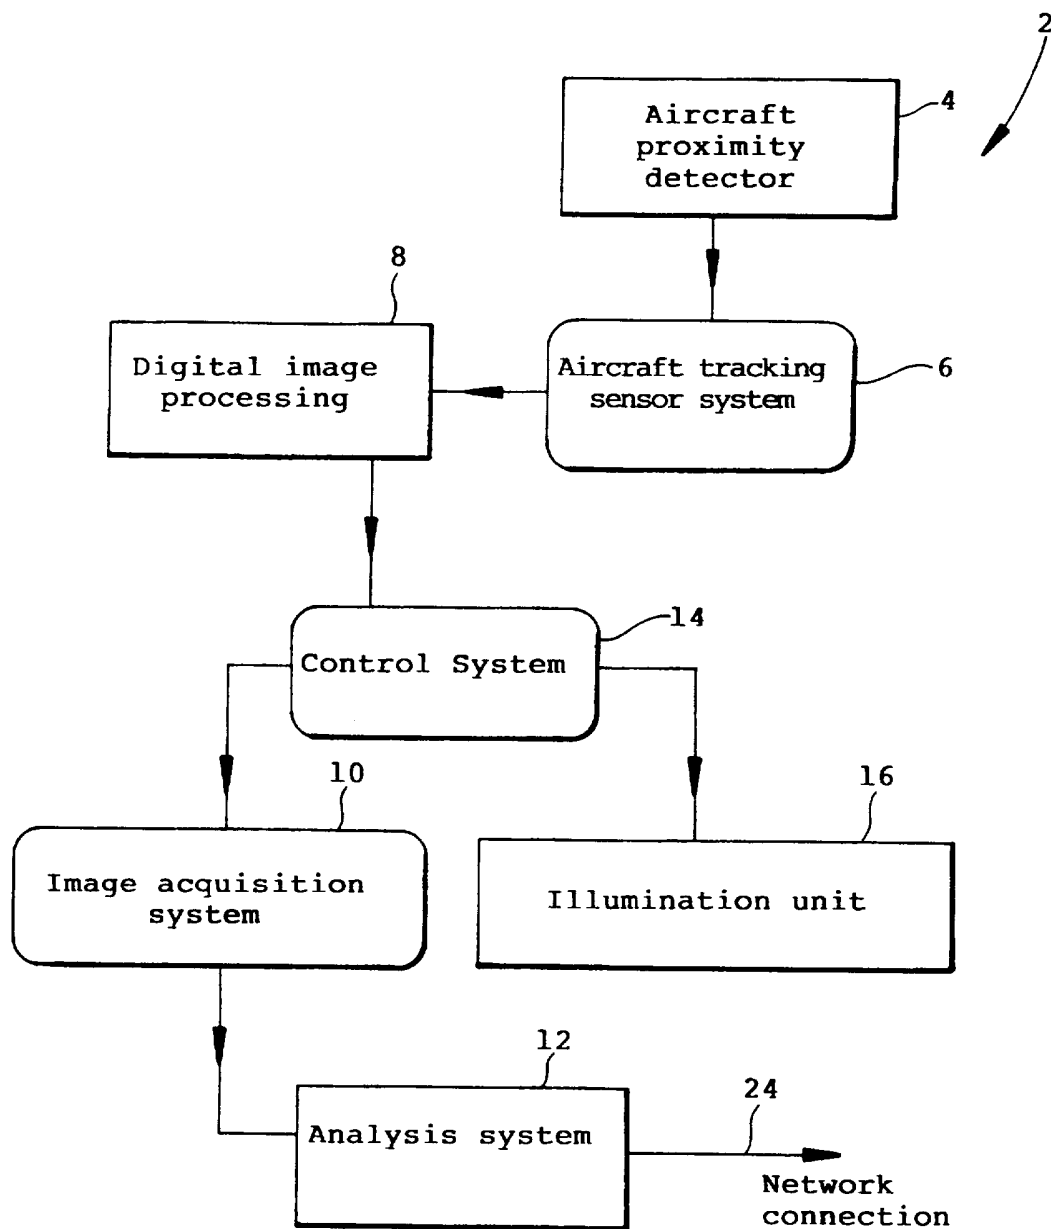 2
Aircraft
proximity
detector
4
8
Digital image
processing
Aircraft tracking
sensor system
6
Control System
14
10
16
Image acquisition
system
Illumination unit
12
Analysis system
24
Network
connection